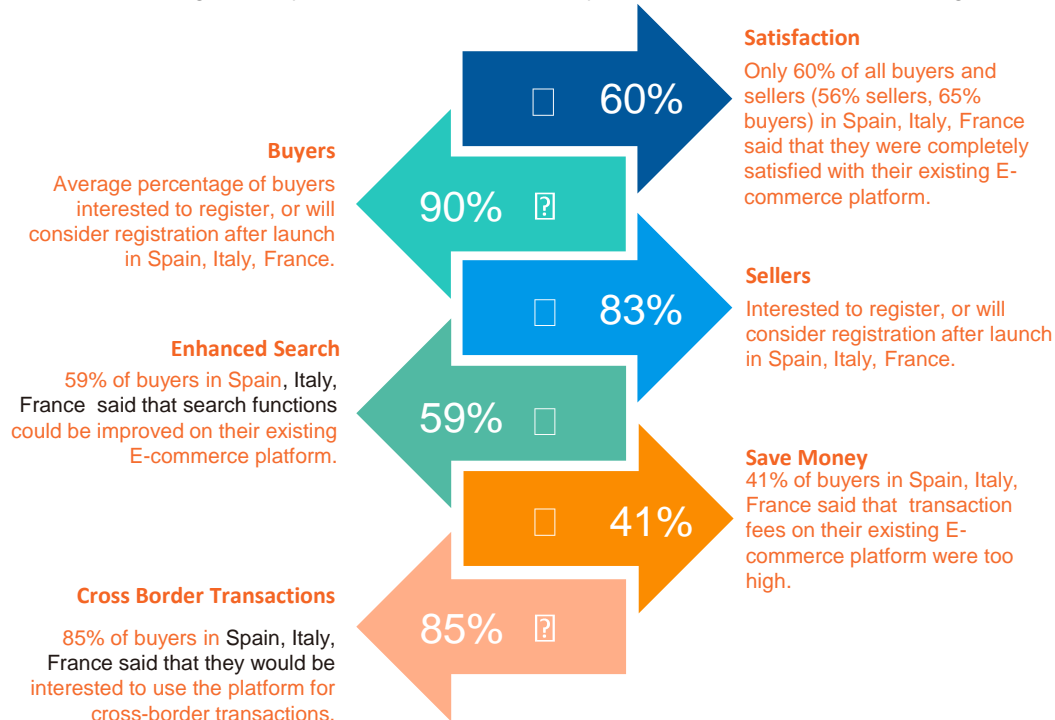 60%
Satisfaction
Only 60% of all buyers and
sellers (56% sellers, 65%
buyers) in Spain, Italy, France
said that they were completely
satisfied with their existing E-
commerce platform.
Buyers
Average percentage of buyers
interested to register, or will
consider registration after launch
in Spain, Italy, France.
90%
83%
Sellers
Interested to register, or will
consider registration after launch
in Spain, Italy, France.
Enhanced Search
59% of buyers in Spain, Italy,
France said that search functions
could be improved on their existing
E-commerce platform.
59%
41%
Save Money
41% of buyers in Spain, Italy,
France said that transaction
fees on their existing E-
commerce platform were too
high.
Cross Border Transactions
85% of buyers in Spain, Italy,
France said that they would be
interested to use the platform for
cross-border transactions.
85%